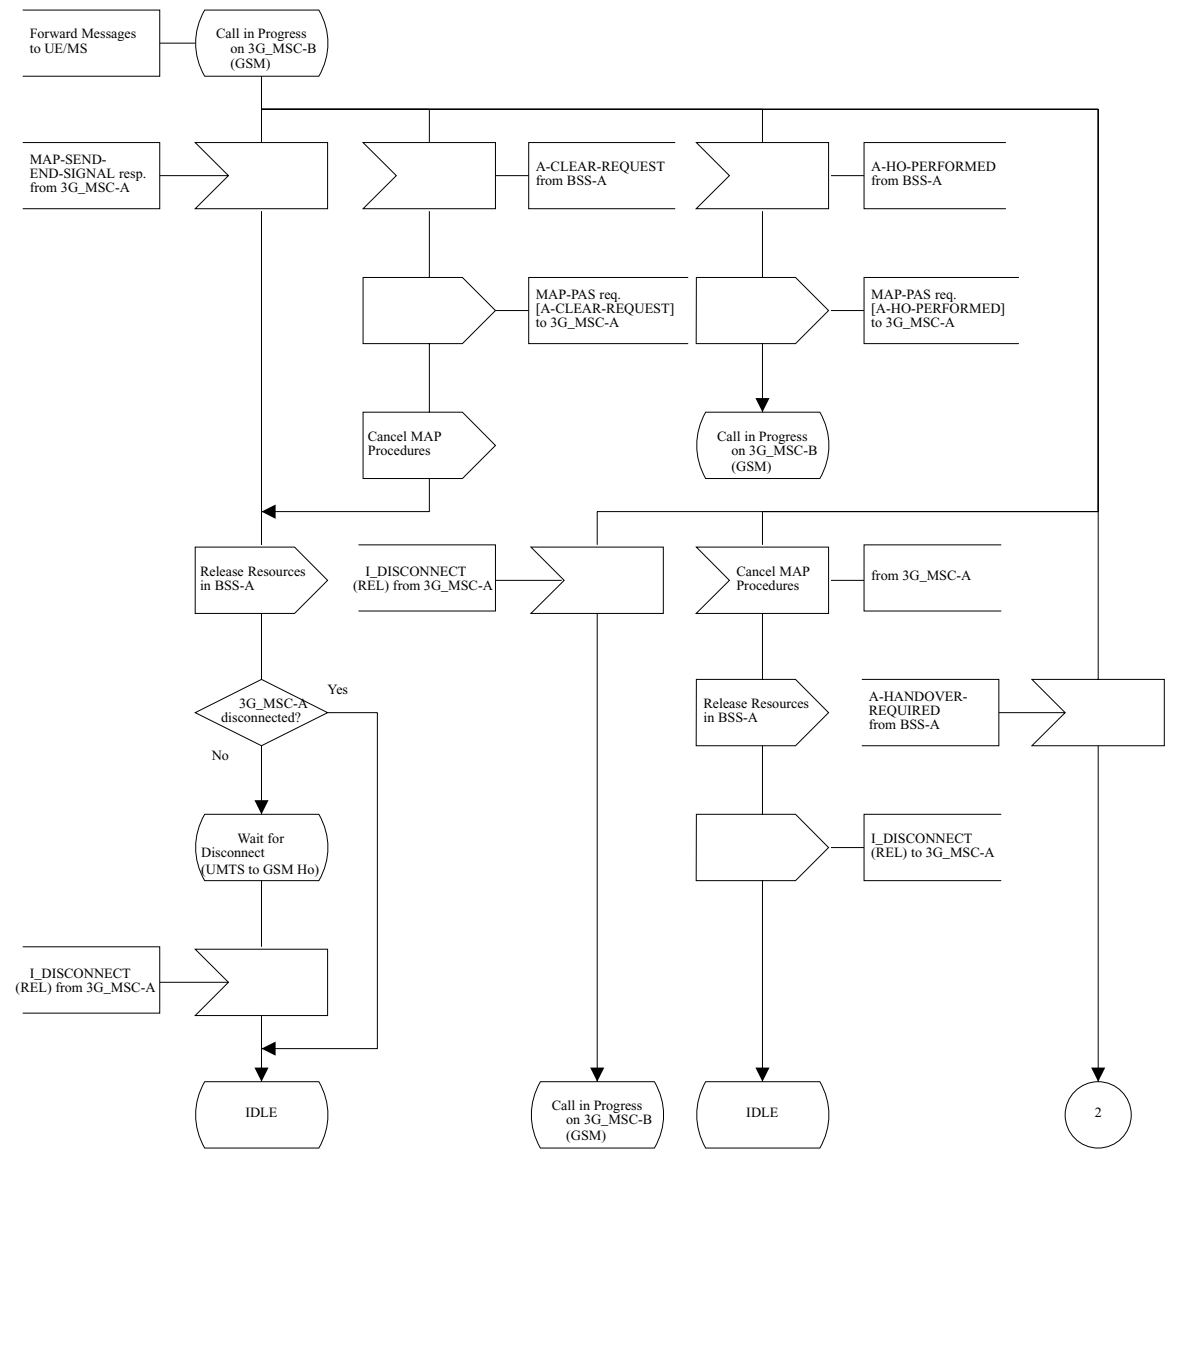 Forward Messages
to UE/MS
Call in Progress
on 3G_MSC-B
(GSM)
MAP-SEND-
END-SIGNAL resp.
from 3G_MSC-A
A-CLEAR-REQUEST
from BSS-A
A-HO-PERFORMED
from BSS-A
MAP-PAS req.
[A-CLEAR-REQUEST]
to 3G_MSC-A
MAP-PAS req.
[A-HO-PERFORMED]
to 3G_MSC-A
Cancel MAP
Procedures
Call in Progress
on 3G_MSC-B
(GSM)
Release Resources
in BSS-A
I_DISCONNECT
(REL) from 3G_MSC-A
Cancel MAP
Procedures
from 3G_MSC-A
3G_MSC-A
disconnected?
Yes
No
Release Resources
in BSS-A
A-HANDOVER-
REQUIRED
from BSS-A
Wait for
Disconnect
(UMTS to GSM Ho)
I_DISCONNECT
(REL) to 3G_MSC-A
I_DISCONNECT
(REL) from 3G_MSC-A
IDLE
Call in Progress
on 3G_MSC-B
(GSM)
IDLE
2